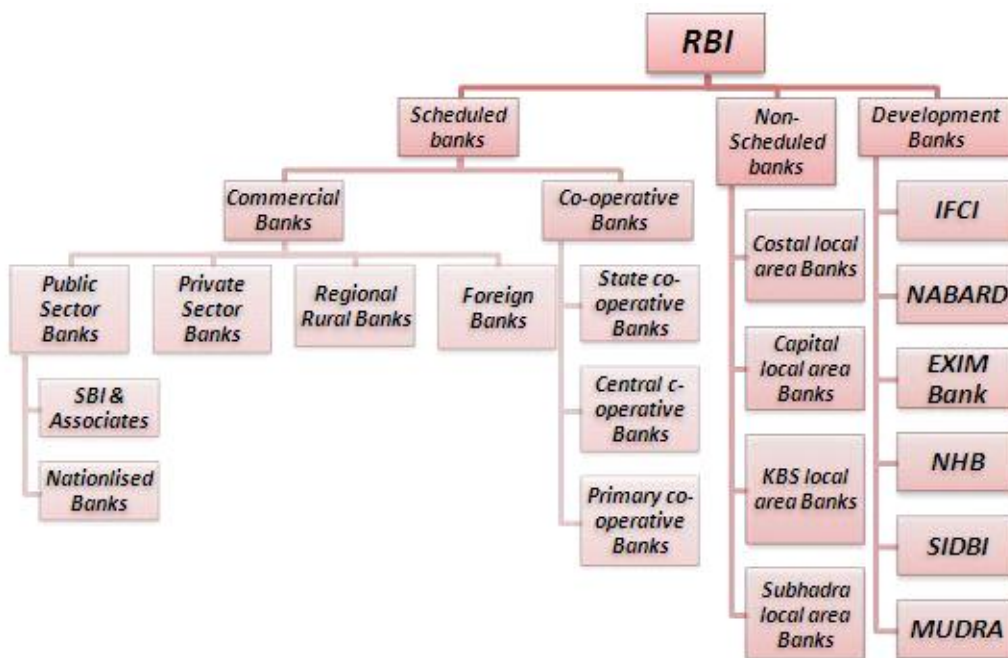 RBI
Scheduled
banks
Non-
Scheduled
banks
Development
Banks
Commercial
Banks
Co-operative
Banks
Public
Sector
Banks
Private
Sector
Banks
Regional
Rural Banks
Foreign
Banks
SBI &
Associates
Nationlised
Banks
State co-
operative
Banks
Central c-
operative
Banks
Primary co-
operative
Banks
Costal local
area Banks
Capital
local area
Banks
KBS local
area Banks
Subhadra
local area
Banks
IFCI
NABARD
EXIM
Bank
NHB
SIDBI
MUDRA